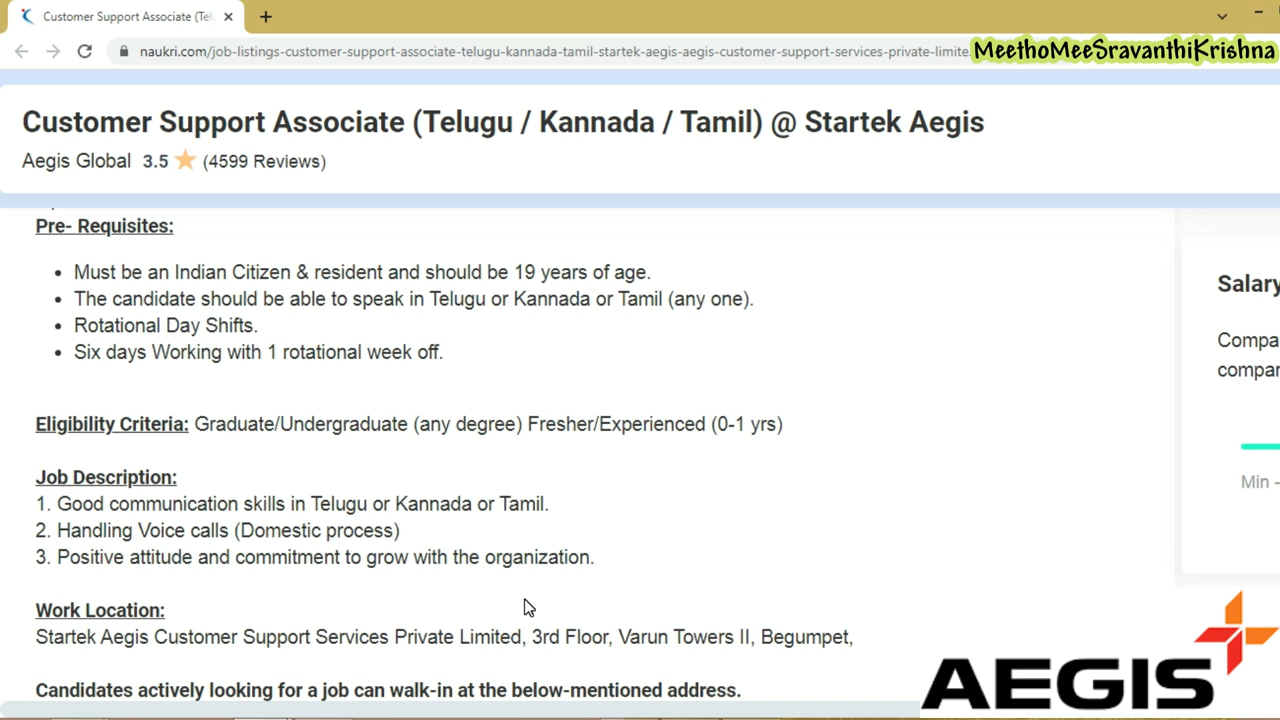 Customer Support Associate (Telu
naukri.com/job-listings-customer-support-associate-telugu-kannada-tamil-startek-aegis-aegis-customer-support-services-private-limite
MeethoMeeSravanthiKrishna
Customer Support Associate (Telugu / Kannada / Tamil) @ Startek Aegis
Aegis Global 3.5 (4599 Reviews)
Pre- Requisites:
• Must be an Indian Citizen & resident and should be 19 years of age.
• The candidate should be able to speak in Telugu or Kannada or Tamil (any one).
• Rotational Day Shifts.
• Six days Working with 1 rotational week off.
Eligibility Criteria: Graduate/Undergraduate (any degree) Fresher/Experienced (0-1 yrs)
Job Description:
1. Good communication skills in Telugu or Kannada or Tamil.
2. Handling Voice calls (Domestic process)
3. Positive attitude and commitment to grow with the organization.
Work Location:
Startek Aegis Customer Support Services Private Limited, 3rd Floor, Varun Towers II, Begumpet,
Candidates actively looking for a job can walk-in at the below-mentioned address.
Salary
Compa
compar
Min -
AEGIS